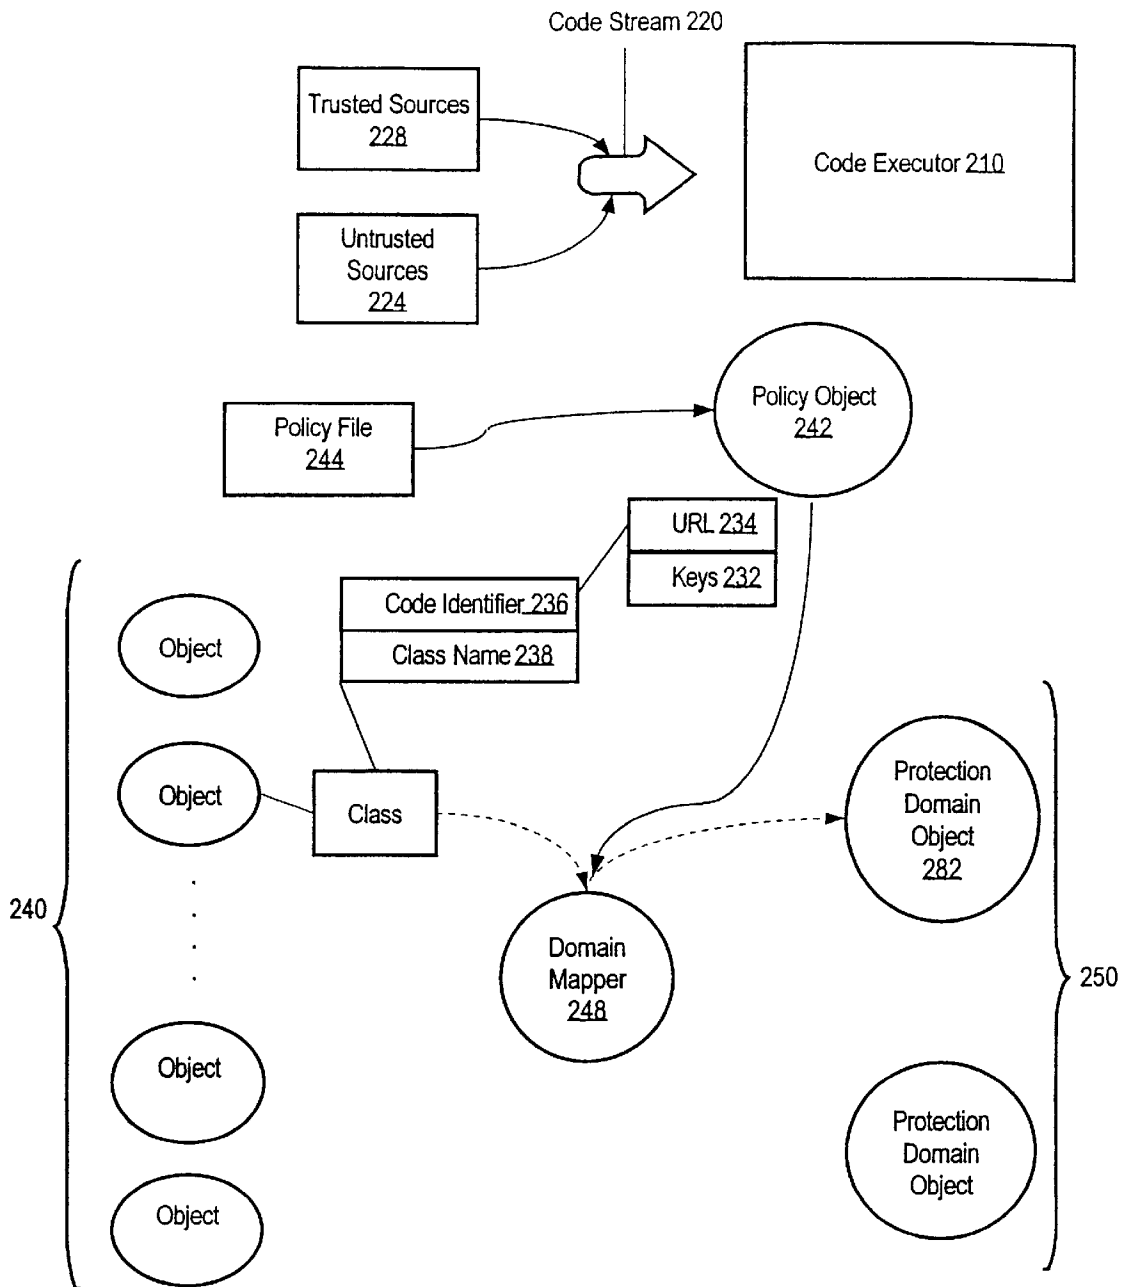 Code Stream 220
Trusted Sources
228
Code Executor 210
Untrusted
Sources
224
Policy Object
242
Policy File
244
URL 234
Keys 232
Code Identifier 236
Class Name 238
Object
Object
Class
Protection
Domain
Object
282
240
Domain
Mapper
248
250
Object
Protection
Domain
Object
Object